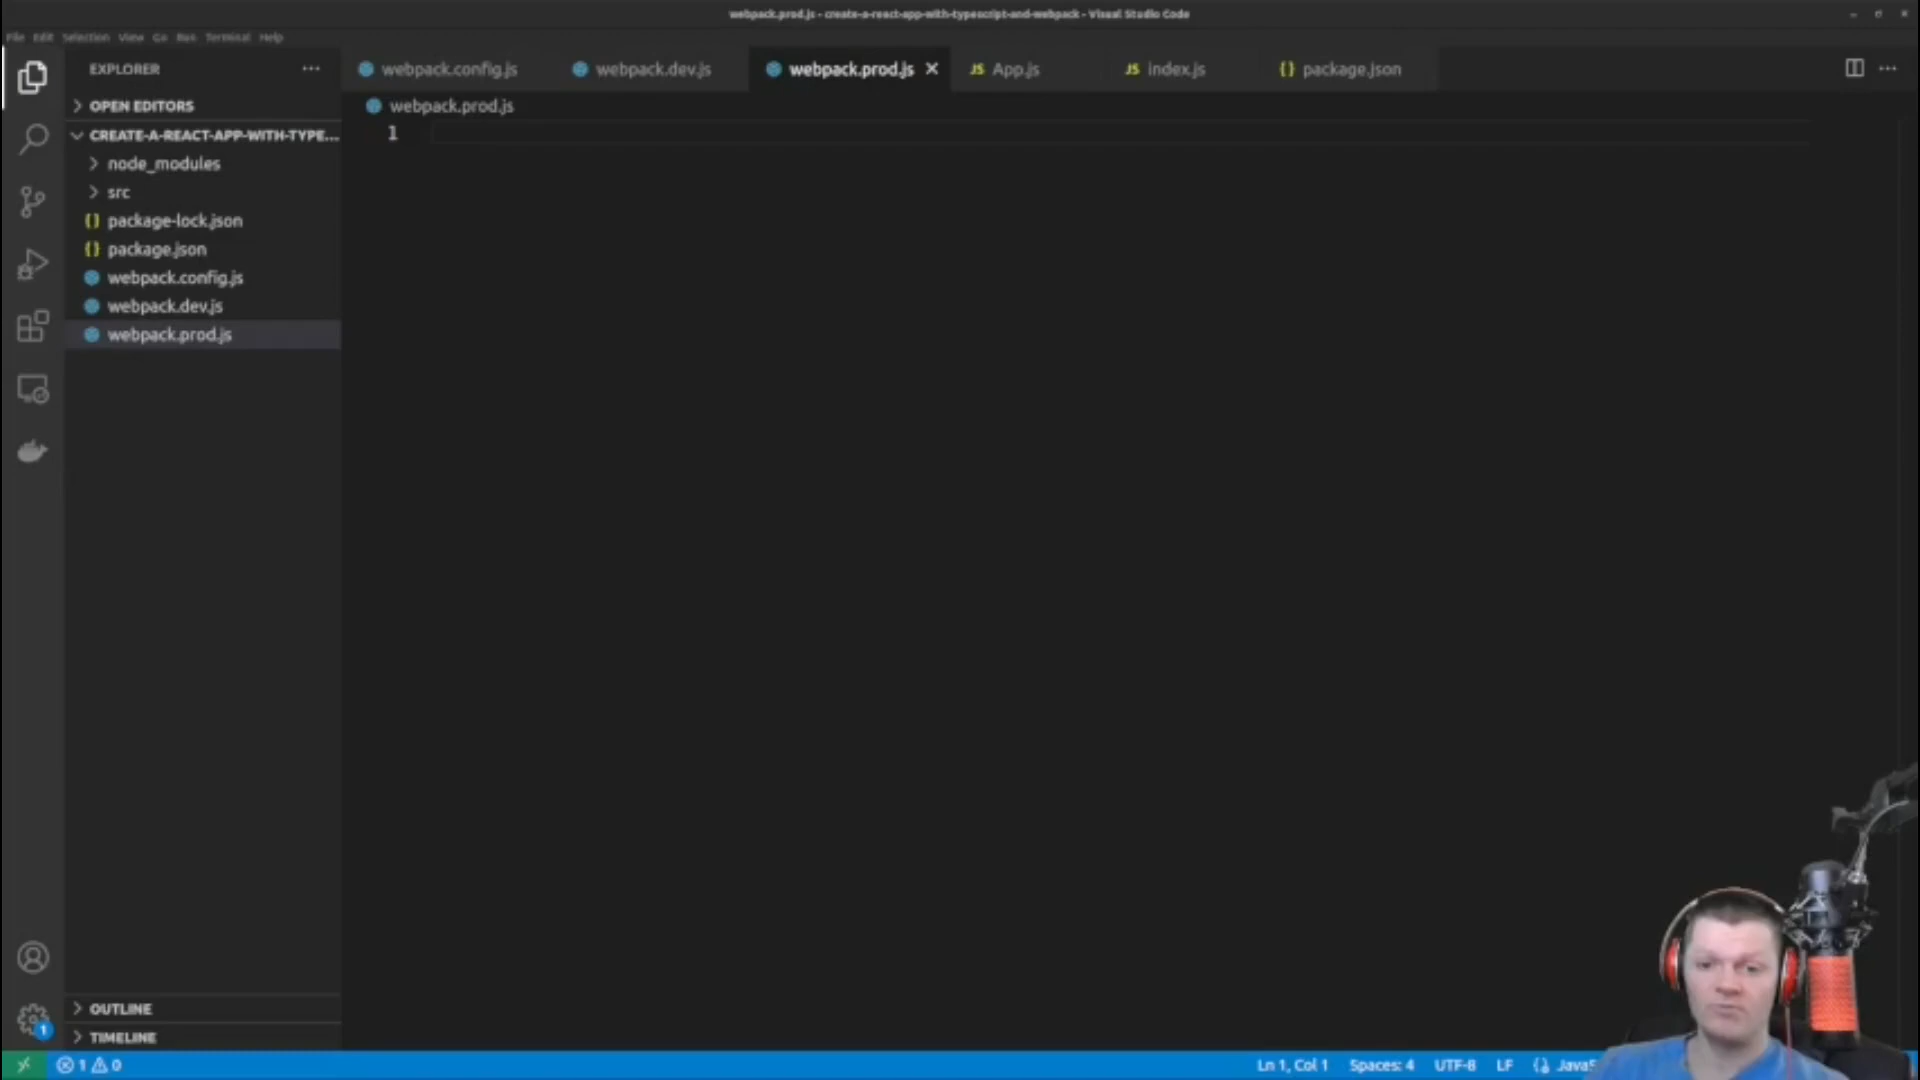 webpack.prod.js - create-a-react-app-with-typescript-and-webpack - Visual Studio Code
File Edit Selection View Go Run Terminal Help
EXPLORER
webpack.config.js
webpack.dev.js
webpack.prod.js
JS App.js
JS index.js
{} package.json
OPEN EDITORS
webpack.prod.js
CREATE-A-REACT-APP-WITH-TYPE...
1
node_modules
src
{} package-lock.json
{} package.json
webpack.config.js
webpack.dev.js
webpack.prod.js
OUTLINE
1
TIMELINE
1 0
Ln 1, Col 1
Spaces: 4
UTF-8
LF
{}